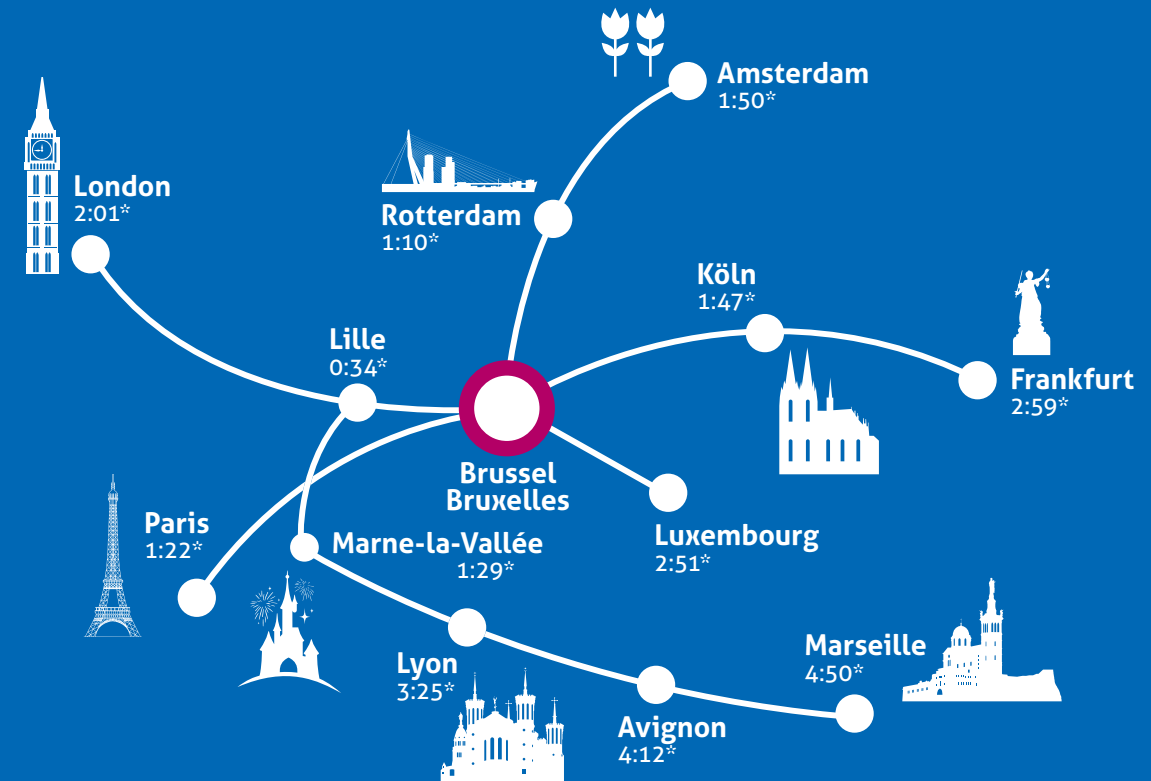 Amsterdam
1:50*
London
2:01*
Rotterdam
1:10*
Köln
1:47*
Lille
0:34*
Frankfurt
2:59*
Brussel
Bruxelles
Paris
1:22*
Marne-la-Vallée
1:29*
Luxembourg
2:51*
Lyon
3:25*
Marseille
4:50*
Avignon
4:12*